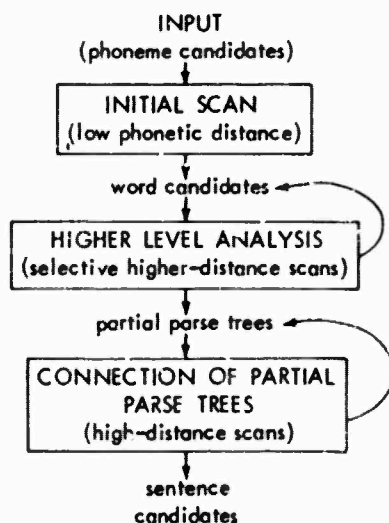 INPUT
(phoneme candidates)
INITIAL SCAN
(low phonetic distance)
word candidates
HIGHER LEVEL ANALYSIS
(selective higher-distance scans)
partial parse trees
CONNECTION OF PARTIAL
PARSE TREES
(high-distance scans)
sentence
candidates